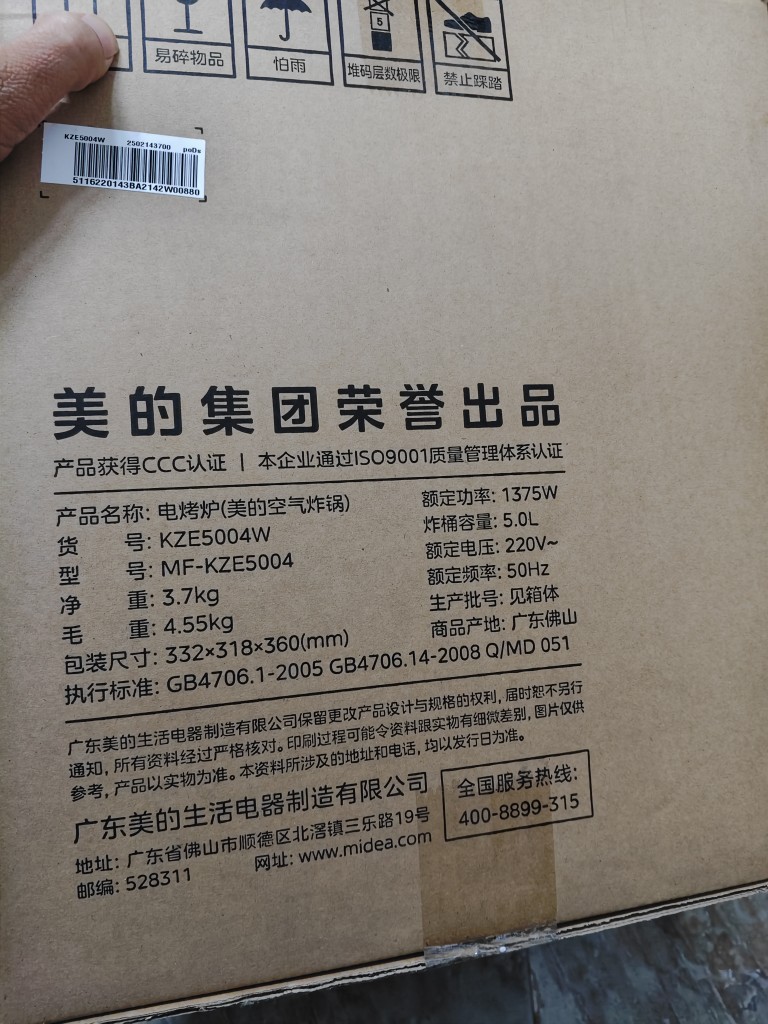 易碎物品
怕雨
5
堆码层数极限
禁止踩踏
KZE5004W 2502143700 peDs
5116220143BA2142W00880
美的集团荣誉出品
产品获得CCC认证 | 本企业通过ISO9001质量管理体系认证
产品名称: 电烤炉(美的空气炸锅)
货 号: KZE5004W
型 号: MF-KZE5004
净 重: 3.7kg
毛 重: 4.55kg
包装尺寸: 332×318×360(mm)
执行标准: GB4706.1-2005 GB4706.14-2008 Q/MD 051
额定功率: 1375W
炸桶容量: 5.0L
额定电压: 220V~
额定频率: 50Hz
生产批号: 见箱体
商品产地: 广东佛山
广东美的生活电器制造有限公司保留更改产品设计与规格的权利, 届时恕不另行
通知, 所有资料经过严格核对。印刷过程可能令资料跟实物有细微差别, 图片仅供
参考, 产品以实物为准。本资料所涉及的地址和电话, 均以发行日为准。
广东美的生活电器制造有限公司
地址: 广东省佛山市顺德区北滘镇三乐路19号
邮编: 528311 网址: www.midea.com
全国服务热线:
400-8899-315